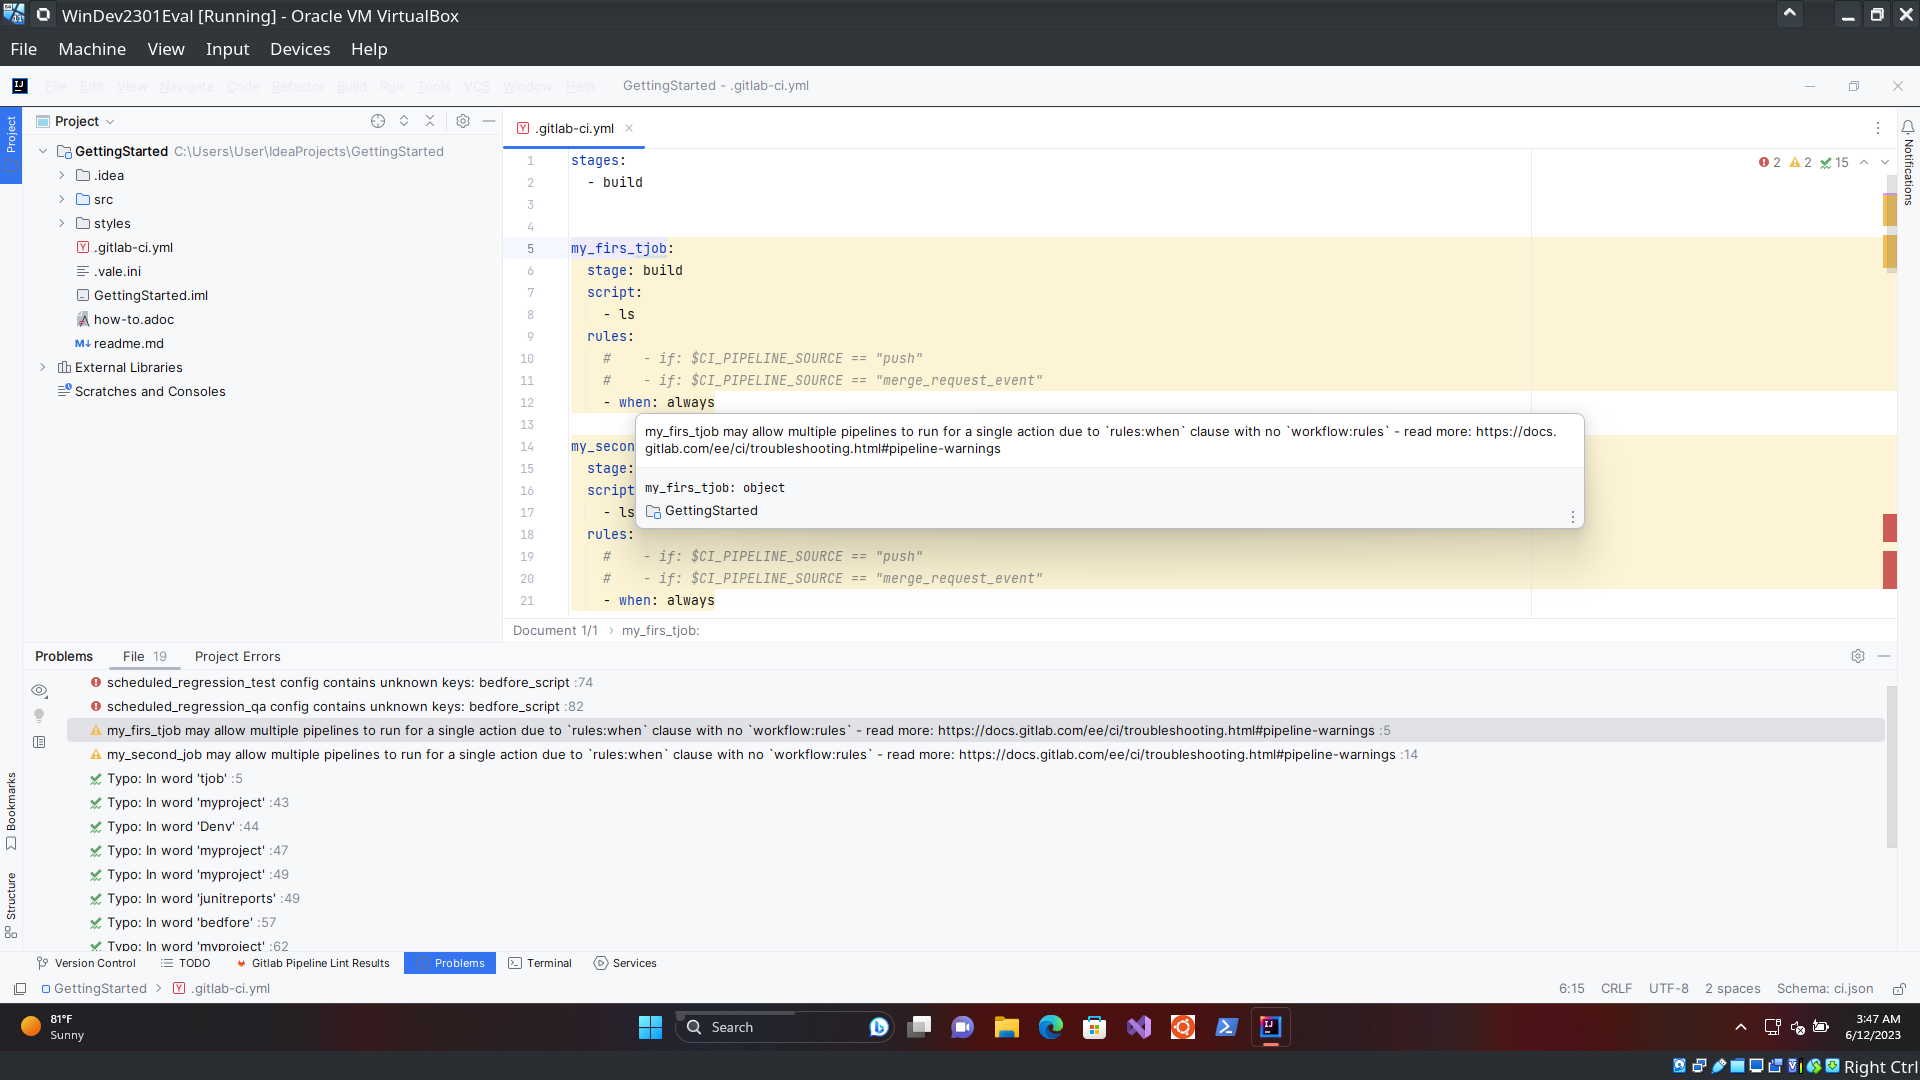 WinDev2301Eval [Running] - Oracle VM VirtualBox
File Machine View Input Devices Help
File Edit View Navigate Code Refactor Build Run Tools VCS Window Help GettingStarted - .gitlab-ci.yml
Project
Project
GettingStarted C:\Users\User\IdeaProjects\GettingStarted
.idea
src
styles
.gitlab-ci.yml
.vale.ini
GettingStarted.iml
how-to.adoc
M↓ readme.md
External Libraries
Scratches and Consoles
.gitlab-ci.yml
2 2 15
Notifications
1 stages:
2 - build
3
4
5 my_firs_tjob:
6 stage: build
7 script:
8 - ls
9 rules:
10 # - if: $CI_PIPELINE_SOURCE == "push"
11 # - if: $CI_PIPELINE_SOURCE == "merge_request_event"
12 - when: always
13
14 my_secon
15 stage:
16 script
17 - ls
18 rules:
19 # - if: $CI_PIPELINE_SOURCE == "push"
20 # - if: $CI_PIPELINE_SOURCE == "merge_request_event"
21 - when: always
my_firs_tjob may allow multiple pipelines to run for a single action due to `rules:when` clause with no `workflow:rules` - read more: https://docs.
gitlab.com/ee/ci/troubleshooting.html#pipeline-warnings
my_firs_tjob: object
GettingStarted
Document 1/1 › my_firs_tjob:
Problems File 19 Project Errors
scheduled_regression_test config contains unknown keys: bedfore_script :74
scheduled_regression_qa config contains unknown keys: bedfore_script :82
my_firs_tjob may allow multiple pipelines to run for a single action due to `rules:when` clause with no `workflow:rules` - read more: https://docs.gitlab.com/ee/ci/troubleshooting.html#pipeline-warnings :5
my_second_job may allow multiple pipelines to run for a single action due to `rules:when` clause with no `workflow:rules` - read more: https://docs.gitlab.com/ee/ci/troubleshooting.html#pipeline-warnings :14
Typo: In word 'tjob' :5
Typo: In word 'myproject' :43
Typo: In word 'Denv' :44
Typo: In word 'myproject' :47
Typo: In word 'myproject' :49
Typo: In word 'junitreports' :49
Typo: In word 'bedfore' :57
Typo: In word 'myproject' :62
Bookmarks
Structure
Version Control TODO Gitlab Pipeline Lint Results Problems Terminal Services
GettingStarted › .gitlab-ci.yml
6:15 CRLF UTF-8 2 spaces Schema: ci.json
81°F
Sunny
Search
3:47 AM
6/12/2023
Right Ctrl